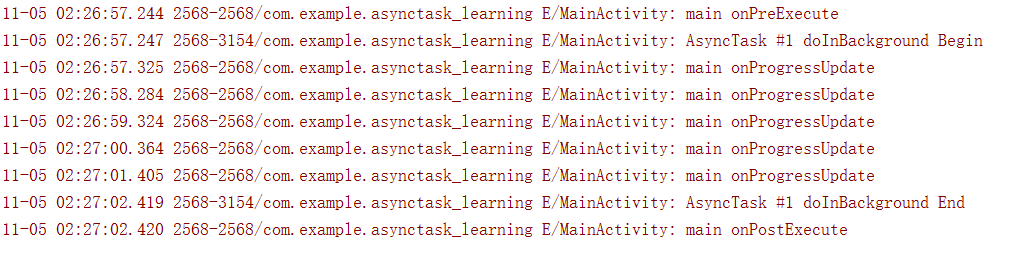 11-05 02:26:57.244 2568-2568/com.example.asynctask_learning E/MainActivity: main onPreExecute
11-05 02:26:57.247 2568-3154/com.example.asynctask_learning E/MainActivity: AsyncTask #1 doInBackground Begin
11-05 02:26:57.325 2568-2568/com.example.asynctask_learning E/MainActivity: main onProgressUpdate
11-05 02:26:58.284 2568-2568/com.example.asynctask_learning E/MainActivity: main onProgressUpdate
11-05 02:26:59.324 2568-2568/com.example.asynctask_learning E/MainActivity: main onProgressUpdate
11-05 02:27:00.364 2568-2568/com.example.asynctask_learning E/MainActivity: main onProgressUpdate
11-05 02:27:01.405 2568-2568/com.example.asynctask_learning E/MainActivity: main onProgressUpdate
11-05 02:27:02.419 2568-3154/com.example.asynctask_learning E/MainActivity: AsyncTask #1 doInBackground End
11-05 02:27:02.420 2568-2568/com.example.asynctask_learning E/MainActivity: main onPostExecute